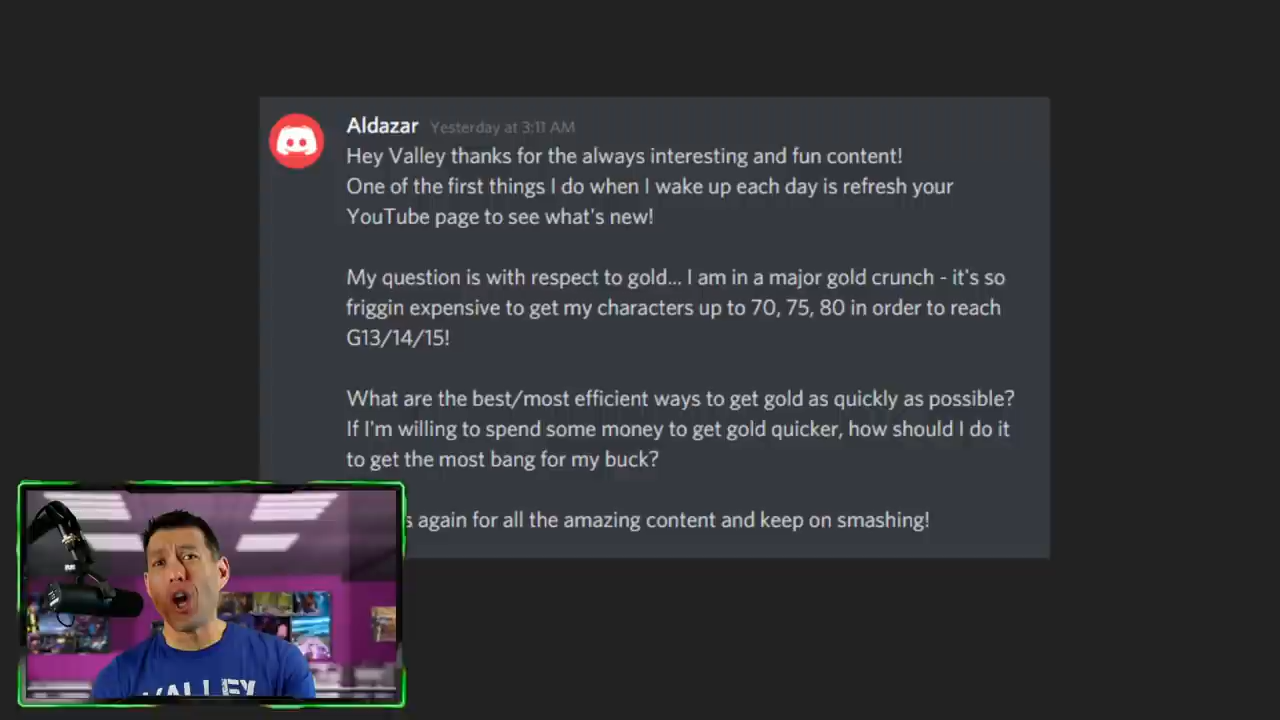 Aldazar Yesterday at 3:11 AM
Hey Valley thanks for the always interesting and fun content!
One of the first things I do when I wake up each day is refresh your
YouTube page to see what's new!
My question is with respect to gold... I am in a major gold crunch - it's so
friggin expensive to get my characters up to 70, 75, 80 in order to reach
G13/14/15!
What are the best/most efficient ways to get gold as quickly as possible?
If I'm willing to spend some money to get gold quicker, how should I do it
to get the most bang for my buck?
again for all the amazing content and keep on smashing!
VALLEY